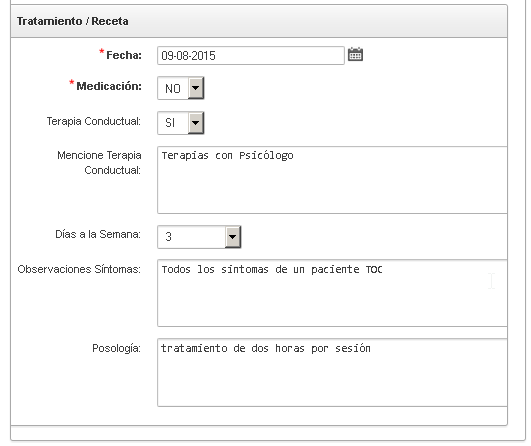 Tratamiento / Receta
*Fecha: 09-08-2015
*Medicación: NO
Terapia Conductual: SI
Mencione Terapia Conductual: Terapias con Psicólogo
Días a la Semana: 3
Observaciones Síntomas: Todos los síntomas de un paciente TOC
Posología: tratamiento de dos horas por sesión